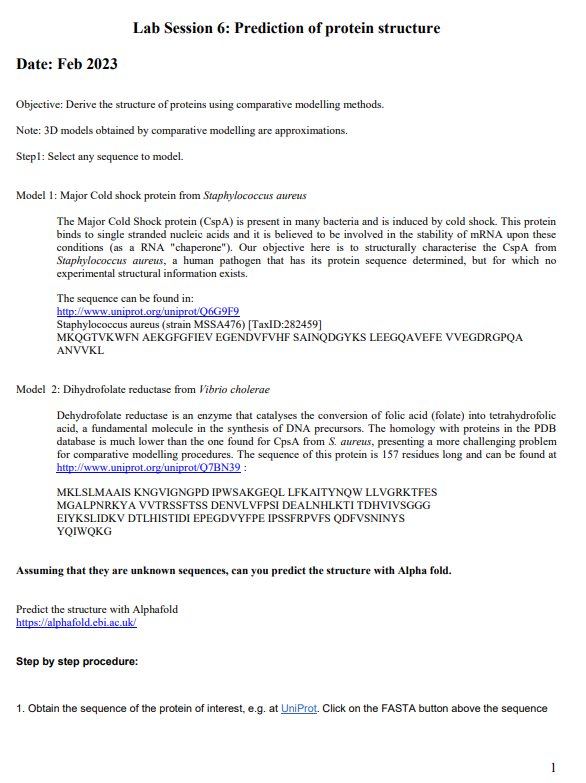 Lab Session 6: Prediction of protein structure
Date: Feb 2023
Objective: Derive the structure of proteins using comparative modelling methods.
Note: 3D models obtained by comparative modelling are approximations.
Step1: Select any sequence to model.
Model 1: Major Cold shock protein from Staphylococcus aureus
The Major Cold Shock protein (CspA) is present in many bacteria and is induced by cold shock. This protein
binds to single stranded nucleic acids and it is believed to be involved in the stability of mRNA upon these
conditions (as a RNA "chaperone"). Our objective here is to structurally characterise the CspA from
Staphylococcus aureus, a human pathogen that has its protein sequence determined, but for which no
experimental structural information exists.
The sequence can be found in:
http://www.uniprot.org/uniprot/Q6G9F9
Staphylococcus aureus (strain MSSA476) [TaxID:282459]
MKQGTVKWFN AEKGFGFIEV EGENDVFVHF SAINQDGYKS LEEGQAVEFE VVEGDRGPQA
ANVVKL
Model  2: Dihydrofolate reductase from Vibrio cholerae
Dehydrofolate reductase is an enzyme that catalyses the conversion of folic acid (folate) into tetrahydrofolic
acid, a fundamental molecule in the synthesis of DNA precursors. The homology with proteins in the PDB
database is much lower than the one found for CpsA from S. aureus, presenting a more challenging problem
for comparative modelling procedures. The sequence of this protein is 157 residues long and can be found at
http://www.uniprot.org/uniprot/Q7BN39 :
MKLSLMAAIS KNGVIGNGPD IPWSAKGEQL LFKAITYNQW LLVGRKTFES
MGALPNRKYA VVTRSSFTSS DENVLVFPSI DEALNHLKTI TDHVIVSGGG
EIYKSLIDKV DTLHISTIDI EPEGDVYFPE IPSSFRPVFS QDFVSNINYS
YQIWQKG
Assuming that they are unknown sequences, can you predict the structure with Alpha fold.
Predict the structure with Alphafold
https://alphafold.ebi.ac.uk/
Step by step procedure:
1. Obtain the sequence of the protein of interest, e.g. at UniProt. Click on the FASTA button above the sequence
1